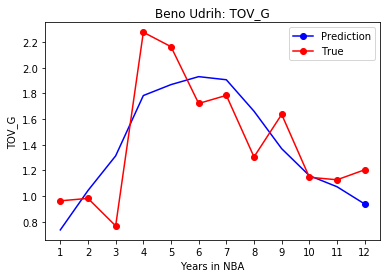 Beno Udrih: TOV_G
Prediction
True
TOV_G
2.2
2.0
1.8
1.6
1.4
1.2
1.0
0.8
1 2 3 4 5 6 7 8 9 10 11 12
Years in NBA